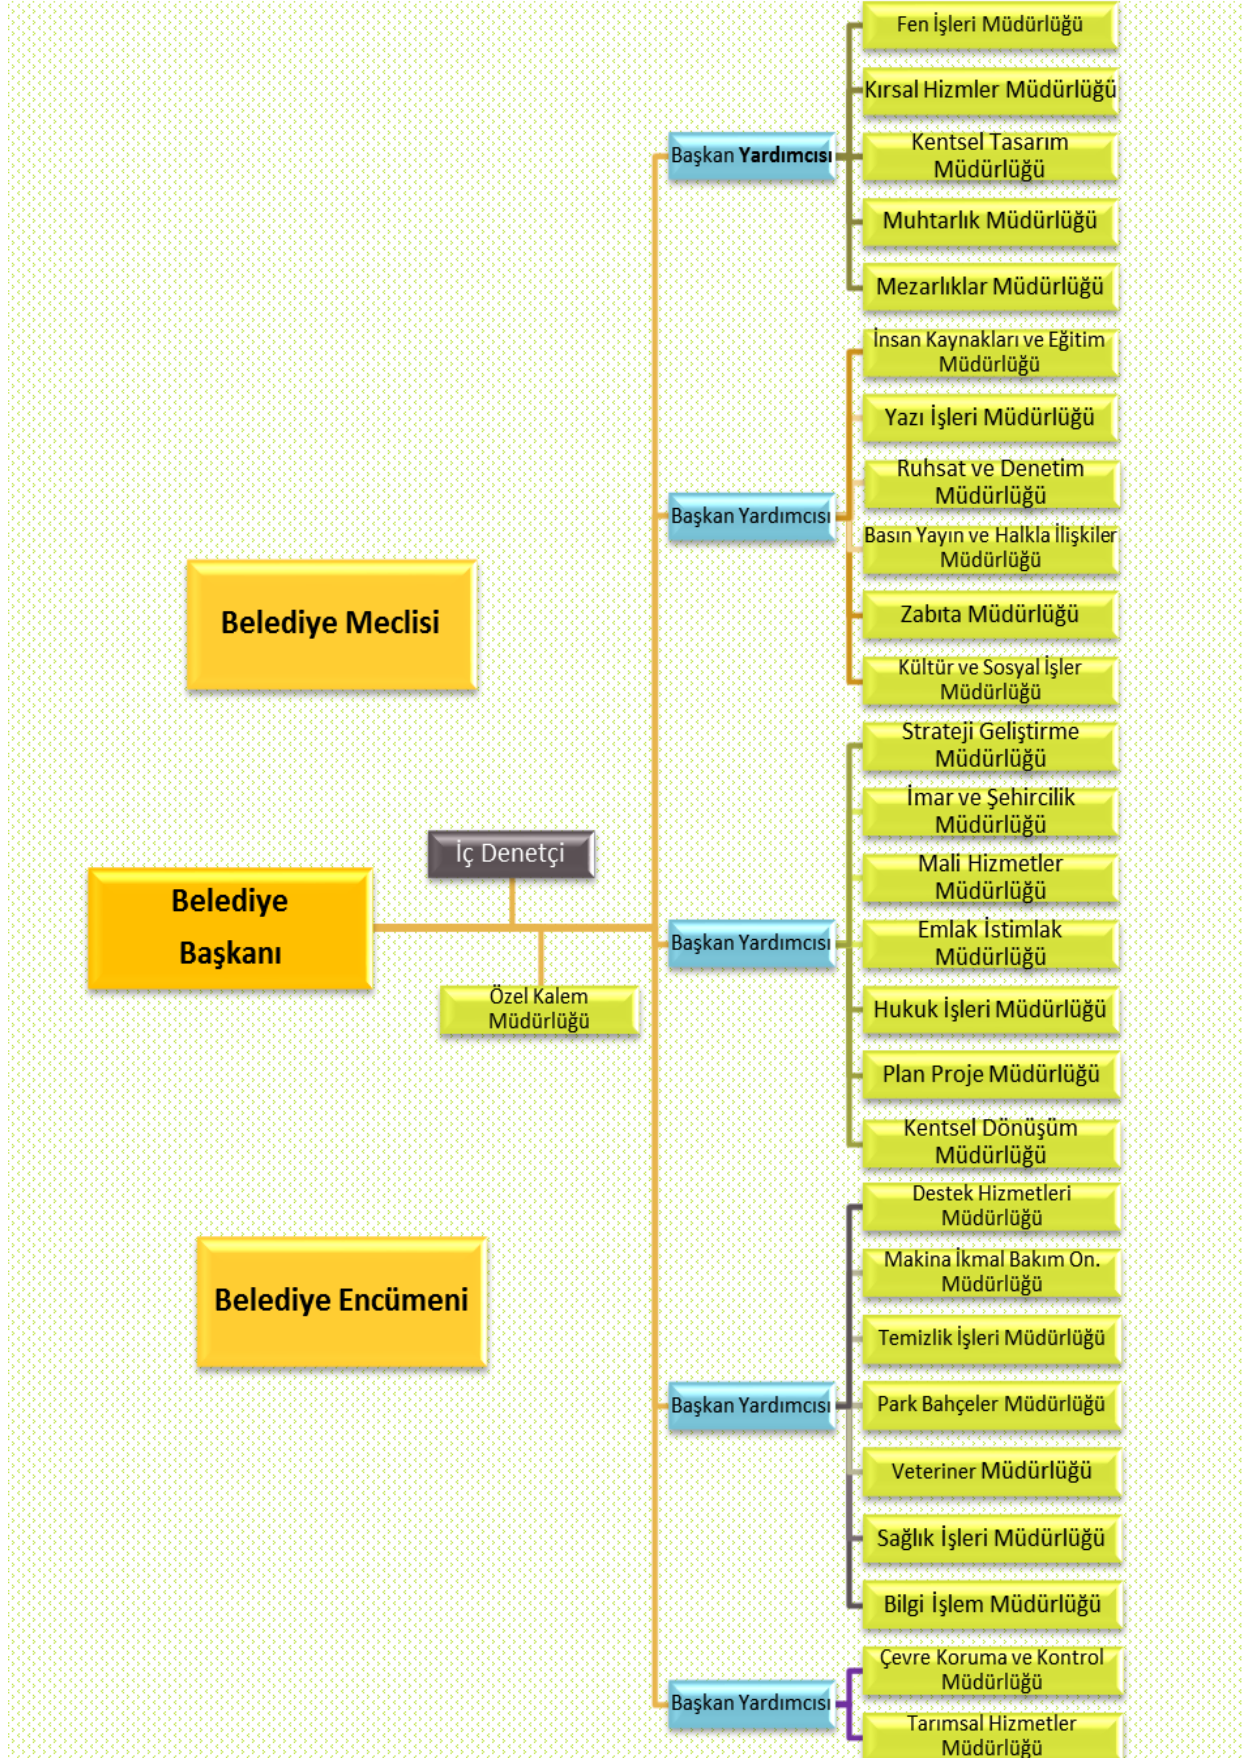 Belediye Meclisi
Belediye
Başkanı
Belediye Encümeni
İç Denetçi
Özel Kalem
Müdürlüğü
Başkan Yardımcısı
Fen İşleri Müdürlüğü
Kırsal Hizmler Müdürlüğü
Kentsel Tasarım
Müdürlüğü
Muhtarlık Müdürlüğü
Mezarlıklar Müdürlüğü
Başkan Yardımcısı
İnsan Kaynakları ve Eğitim
Müdürlüğü
Yazı İşleri Müdürlüğü
Ruhsat ve Denetim
Müdürlüğü
Basın Yayın ve Halkla İlişkiler
Müdürlüğü
Zabıta Müdürlüğü
Kültür ve Sosyal İşler
Müdürlüğü
Başkan Yardımcısı
Strateji Geliştirme
Müdürlüğü
İmar ve Şehircilik
Müdürlüğü
Mali Hizmetler
Müdürlüğü
Emlak İstimlak
Müdürlüğü
Hukuk İşleri Müdürlüğü
Plan Proje Müdürlüğü
Kentsel Dönüşüm
Müdürlüğü
Başkan Yardımcısı
Destek Hizmetleri
Müdürlüğü
Makina İkmal Bakım On.
Müdürlüğü
Temizlik İşleri Müdürlüğü
Park Bahçeler Müdürlüğü
Veteriner Müdürlüğü
Sağlık İşleri Müdürlüğü
Bilgi İşlem Müdürlüğü
Başkan Yardımcısı
Çevre Koruma ve Kontrol
Müdürlüğü
Tarımsal Hizmetler
Müdürlüğü